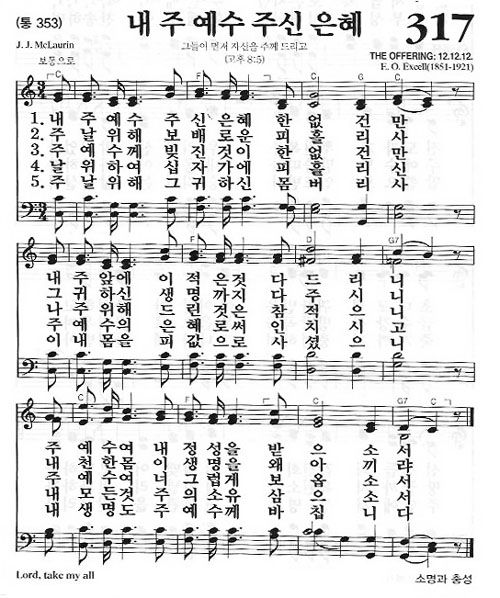 (통 353)
내 주 예수 주신 은혜
317
J. J. McLaurin
보통으로
그들이 먼저 자신을 주께 드리고
(고후 8:5)
THE OFFERING: 12.12.12.
E. O. Excell(1851-1921)
C F C G C
1. 내 주 예 수 주 신 은 혜 한 없 건 만
2. 주 날 위 해 보 배 로 운 피 흘 리 사
3. 주 예 수 께 빚 진 것 이 한 없 건 만
4. 날 위 하 여 십 자 가 에 피 흘 리 신
5. 주 날 위 해 그 귀 하 신 몸 버 리 사
F D G7
내 주 앞 에 이 적 은 것 다 드 리 니
그 귀 하 신 생 명 까 지 다 주 시 니
나 주 위 해 드 린 것 은 참 적 으 니
주 예 수 의 은 혜 로 써 인 치 시 고
이 내 몸 을 피 값 으 로 사 셨 으 니
C F C G7 C
주 예 수 여 내 정 성 을 받 으 소 서
내 천 한 몸 이 생 명 을 왜 아 끼 랴
주 예 수 여 너 그 럽 게 보 옵 소 서
내 모 든 것 주 의 소 유 삼 으 소 서
내 생 명 도 주 예 수 께 바 칩 니 다
Lord, take my all
소명과 충성